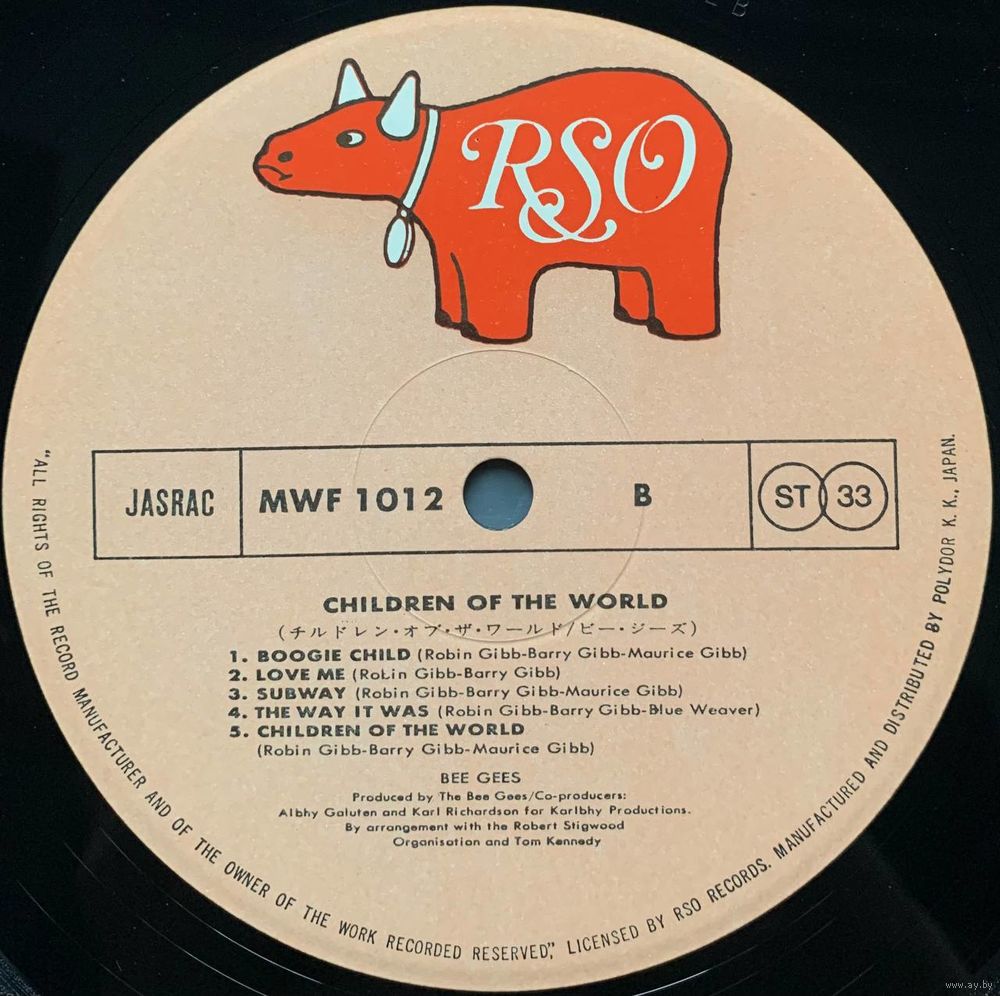 B
RSO
JASRAC
MWF 1012
B
ST 33
CHILDREN OF THE WORLD
(チルドレン・オブ・ザ・ワールド/ビー・ジーズ)
1. BOOGIE CHILD (Robin Gibb-Barry Gibb-Maurice Gibb)
2. LOVE ME (Robin Gibb-Barry Gibb)
3. SUBWAY (Robin Gibb-Barry Gibb-Maurice Gibb)
4. THE WAY IT WAS (Robin Gibb-Barry Gibb-Blue Weaver)
5. CHILDREN OF THE WORLD
(Robin Gibb-Barry Gibb-Maurice Gibb)
BEE GEES
Produced by The Bee Gees/Co-producers:
Albhy Galuten and Karl Richardson for Karlbhy Productions.
By arrangement with the Robert Stigwood
Organisation and Tom Kennedy
"ALL RIGHTS OF THE RECORD MANUFACTURER AND OF THE OWNER OF THE WORK RECORDED RESERVED," LICENSED BY RSO RECORDS. MANUFACTURED AND DISTRIBUTED BY POLYDOR K. K., JAPAN.
www.ay.by